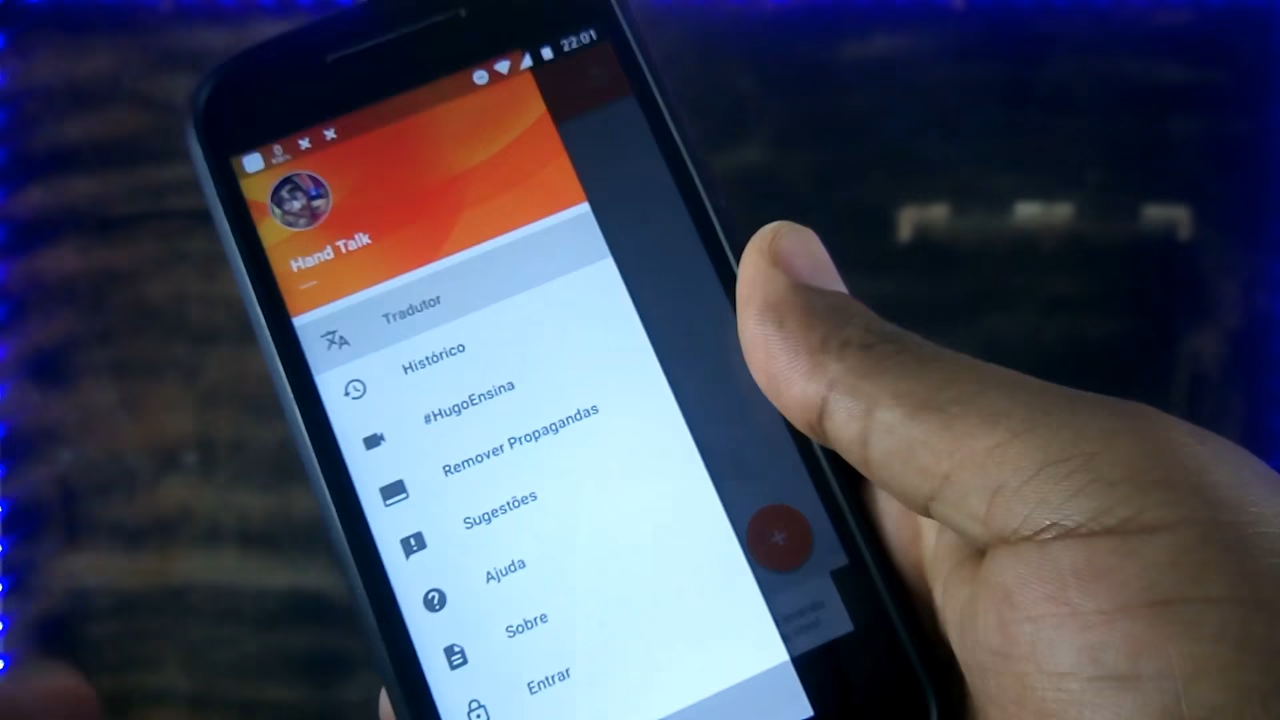 22:01
Hand Talk
Tradutor
Histórico
#HugoEnsina
Remover Propagandas
Sugestões
Ajuda
Sobre
Entrar